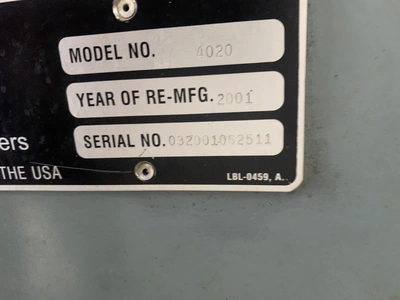 MODEL NO. 4020
YEAR OF RE-MFG. 2001
SERIAL NO. 032001062511
ers
THE USA
LBL-0459, A.